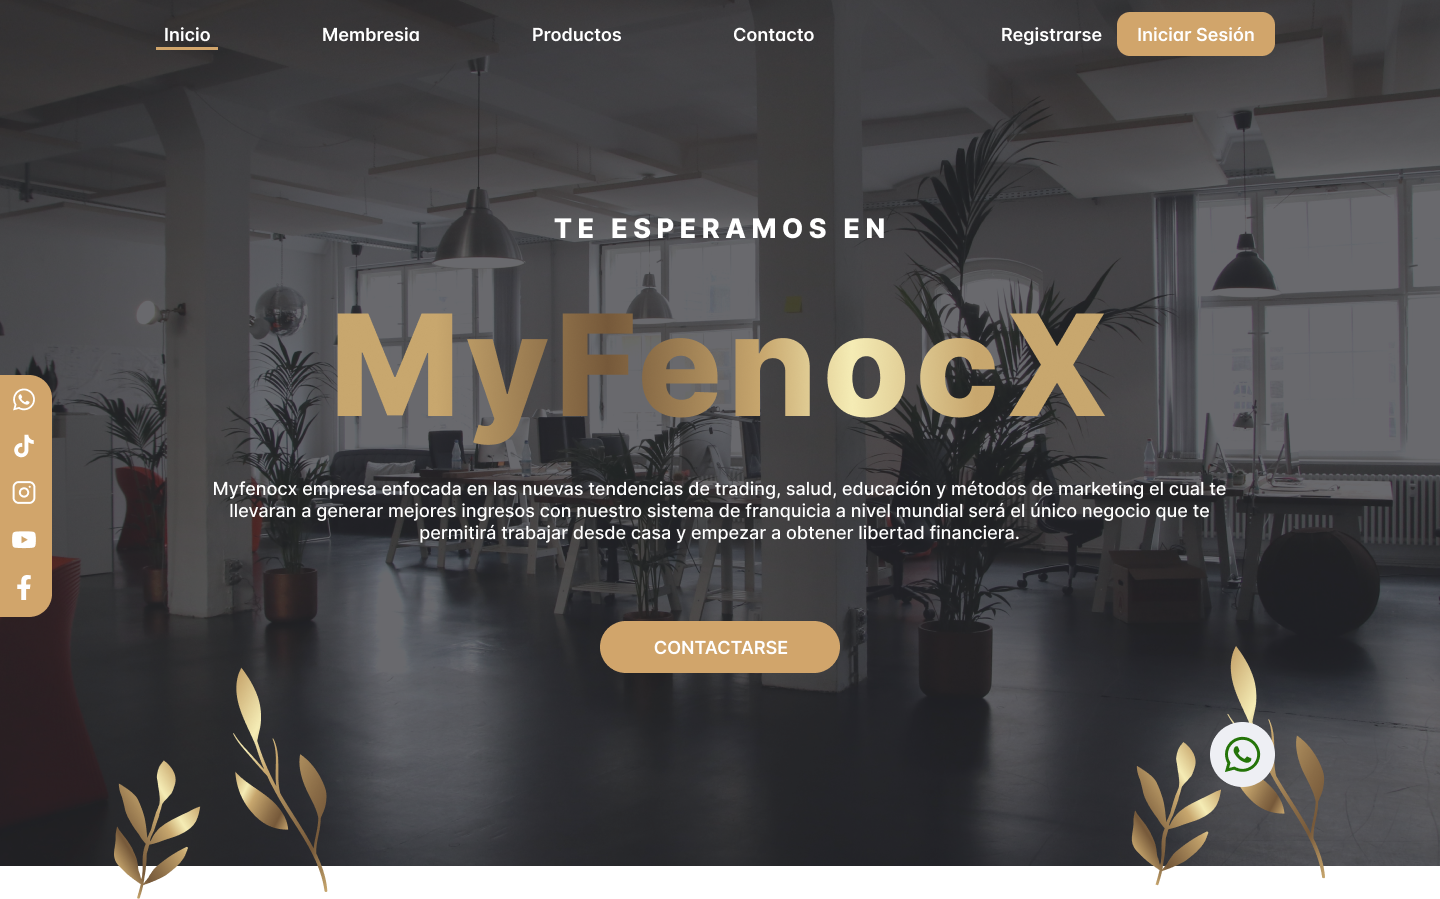 Inicio
Membresia
Productos
Contacto
Registrarse
Iniciar Sesión
TE ESPERAMOS EN
MyFenocX
Myfenocx empresa enfocada en las nuevas tendencias de trading, salud, educación y métodos de marketing el cual te
llevaran a generar mejores ingresos con nuestro sistema de franquicia a nivel mundial será el único negocio que te
permitirá trabajar desde casa y empezar a obtener libertad financiera.
CONTACTARSE